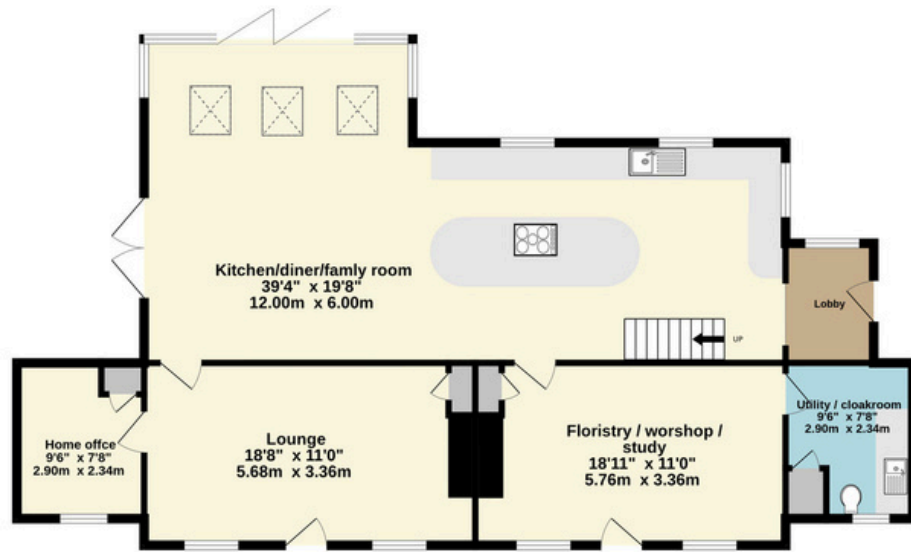 Kitchen/diner/famly room
39'4" x 19'8"
12.00m x 6.00m
Lobby
UP
Home offce
9'6" x 7'8"
2.90m x 2.34m
Lounge
18'8" x 11'0"
5.68m x 3.36m
Floristry / worshop /
study
18'11" x 11'0"
5.76m x 3.36m
Utility / cloakroom
9'6" x 7'8"
2.90m x 2.34m